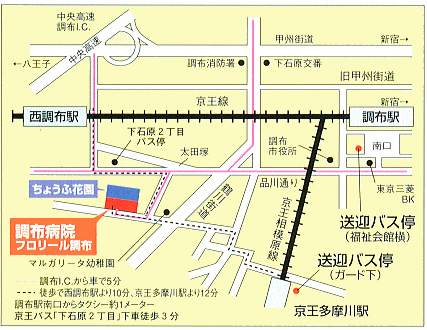 中央高速
調布I.C.
中央高速
甲州街道
新宿→
←八王子
調布消防署
下石原交番
旧甲州街道
京王線
新宿→
西調布駅
調布駅
下石原2丁目
バス停
太田塚
調布
市役所
南口
ちょうふ花園
鶴川街道
品川通り
東京三菱
BK
調布病院
フロリール調布
京王相模原線
送迎バス停
(福祉会館横)
マルガリータ幼稚園
送迎バス停
(ガード下)
調布I.C.から車で5分
徒歩で西調布駅より10分、京王多摩川駅より12分
調布駅南口からタクシー約1メーター
京王バス「下石原2丁目」下車徒歩3分
京王多摩川駅